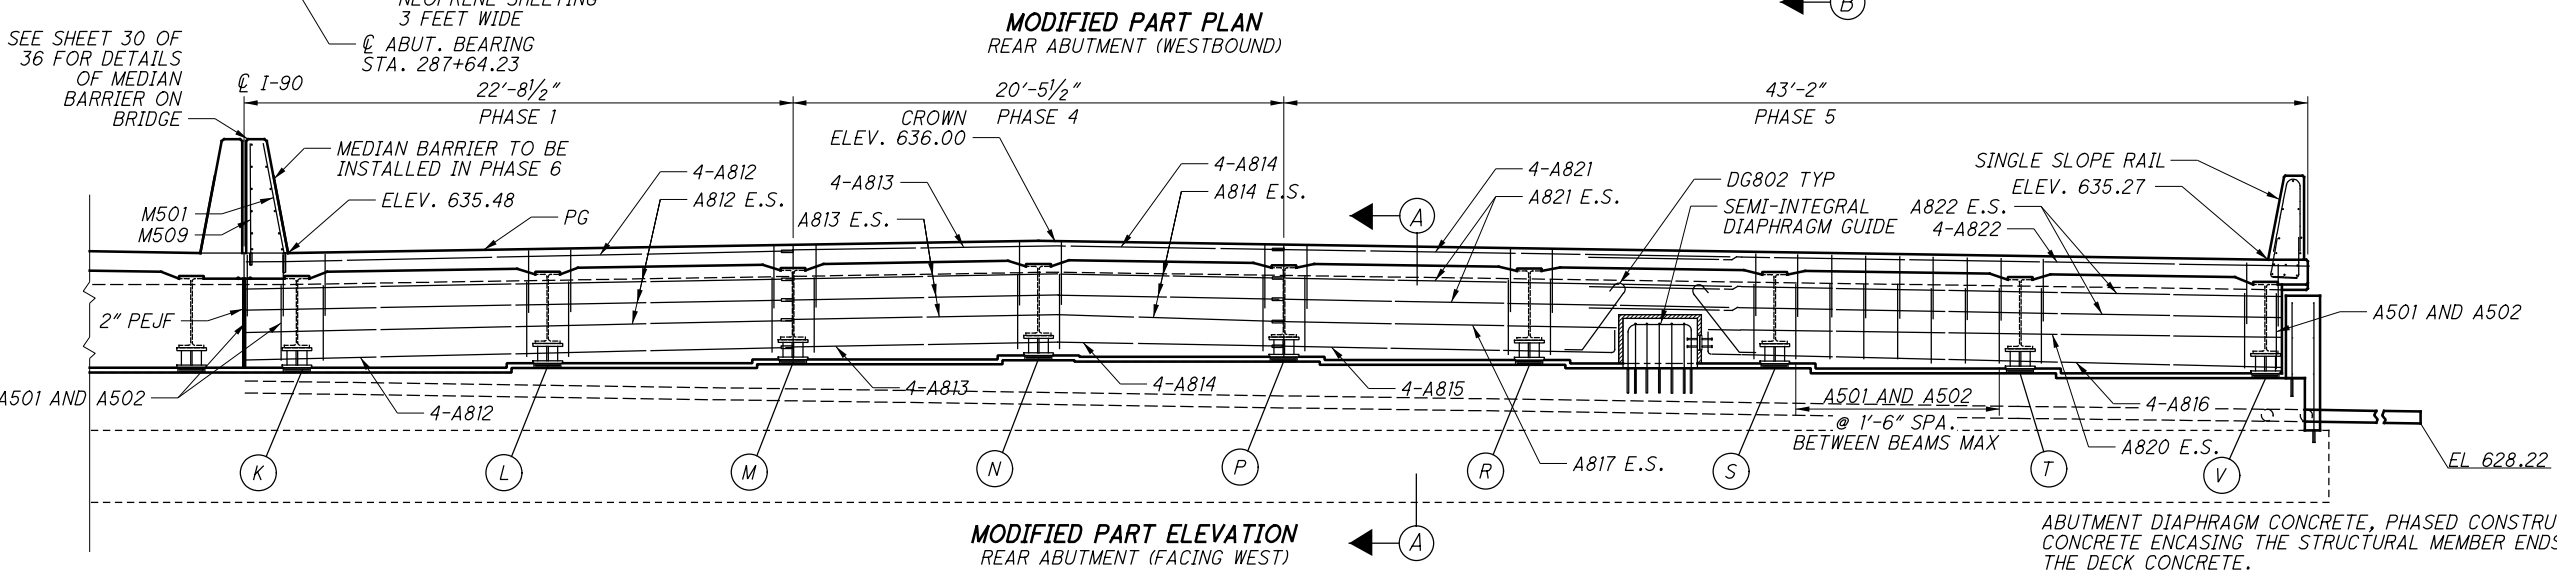 NEOPRENE SHEETING
3 FEET WIDE
℄ ABUT. BEARING
STA. 287+64.23
MODIFIED PART PLAN
REAR ABUTMENT (WESTBOUND)
B
SEE SHEET 30 OF
36 FOR DETAILS
OF MEDIAN
BARRIER ON
BRIDGE
℄ I-90
22'-8½"
PHASE 1
20'-5½"
PHASE 4
43'-2"
PHASE 5
CROWN
ELEV. 636.00
MEDIAN BARRIER TO BE
INSTALLED IN PHASE 6
ELEV. 635.48
PG
M501
M509
4-A812
A812 E.S.
4-A813
A813 E.S.
4-A814
A814 E.S.
A
4-A821
A821 E.S.
DG802 TYP
SEMI-INTEGRAL
DIAPHRAGM GUIDE
SINGLE SLOPE RAIL
ELEV. 635.27
A822 E.S.
4-A822
2" PEJF
A501 AND A502
A501 AND A502
4-A812
4-A813
4-A814
4-A815
A817 E.S.
A501 AND A502
@ 1'-6" SPA.
BETWEEN BEAMS MAX
4-A816
A820 E.S.
EL 628.22
K
L
M
N
P
R
S
T
V
MODIFIED PART ELEVATION
REAR ABUTMENT (FACING WEST)
A
ABUTMENT DIAPHRAGM CONCRETE, PHASED CONSTRU
CONCRETE ENCASING THE STRUCTURAL MEMBER ENDS
THE DECK CONCRETE.